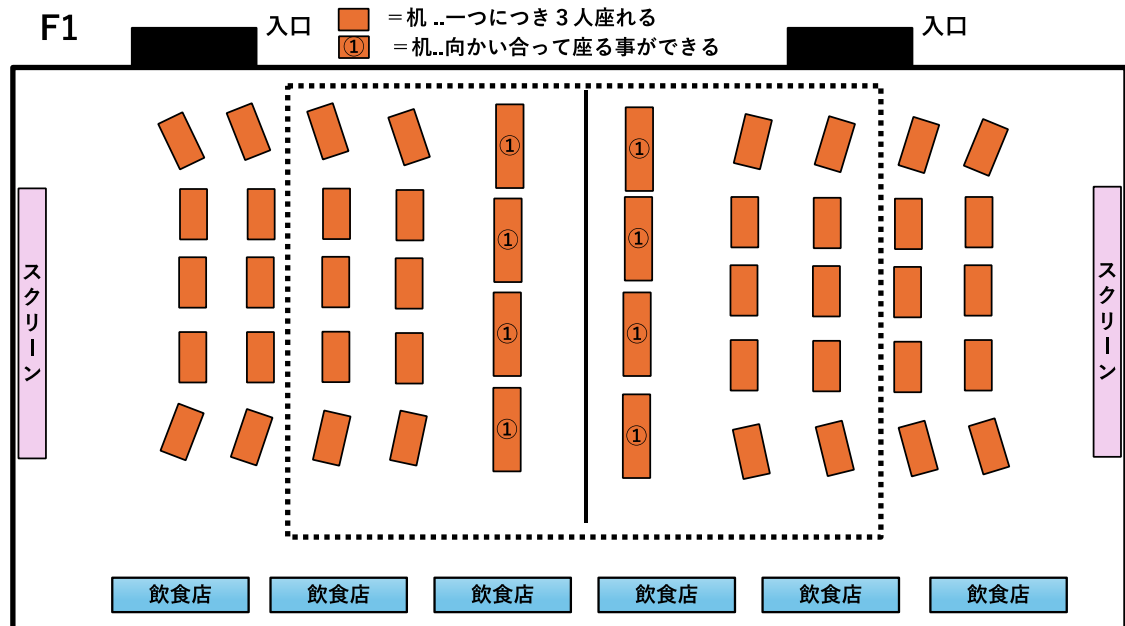 F1
入口
=机 ..一つにつき３人座れる
入口
① =机..向かい合って座る事ができる
①
①
①
①
①
①
①
①
スクリーン
スクリーン
飲食店
飲食店
飲食店
飲食店
飲食店
飲食店